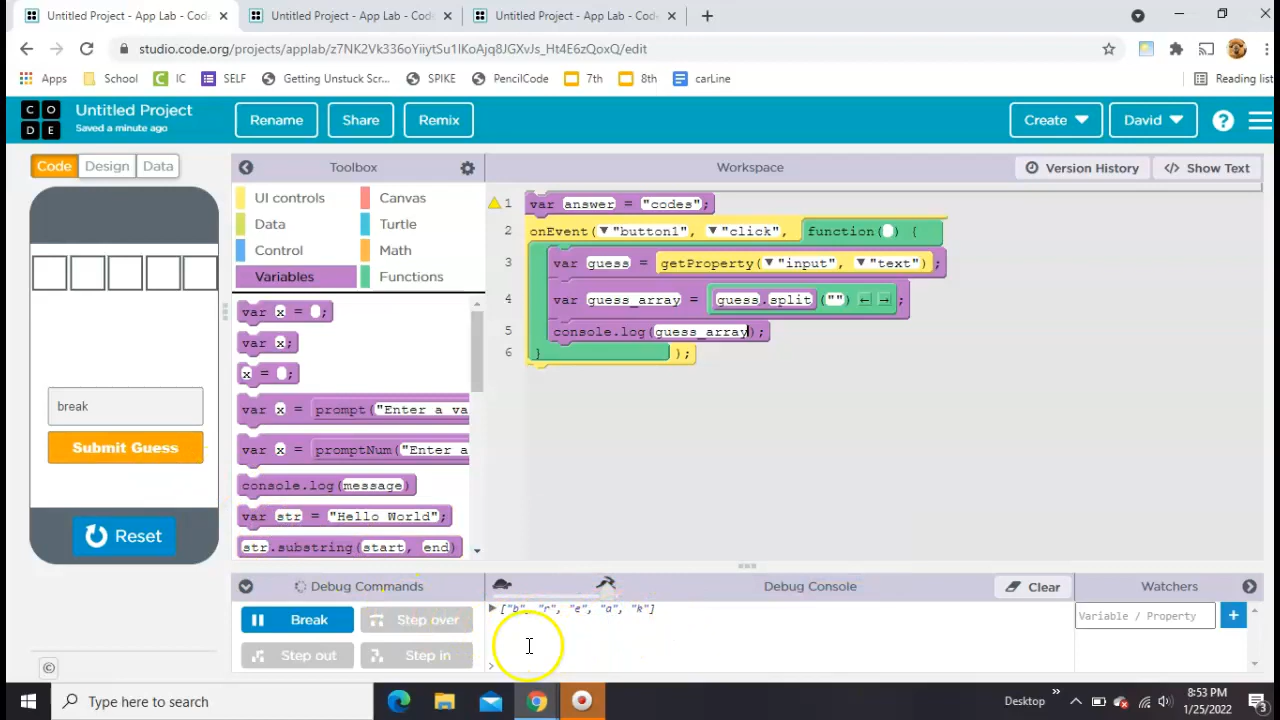 Untitled Project - App Lab - Code
Untitled Project - App Lab - Code
Untitled Project - App Lab - Code
studio.code.org/projects/applab/z7NK2Vk336oYiiytSu1IKoAjq8JGXvJs_Ht4E6zQoxQ/edit
Apps School IC SELF Getting Unstuck Scr... SPIKE PencilCode 7th 8th carLine Reading list
CODE
Untitled Project
Saved a minute ago
Rename Share Remix Create David ?
Code Design Data Toolbox Workspace Version History </> Show Text
UI controls Canvas
Data Turtle
Control Math
Variables Functions
var x = ;
var x;
x = ;
var x = prompt("Enter a va
var x = promptNum("Enter a
console.log(message)
var str = "Hello World";
str.substring(start, end)
1 var answer = "codes";
2 onEvent("button1", "click", function() {
3 var guess = getProperty("input", "text");
4 var guess_array = guess.split("");
5 console.log(guess_array);
6 } );
break
Submit Guess
Reset
Debug Commands Debug Console Clear Watchers
Break Step over
Step out Step in
["b", "r", "e", "a", "k"]
>
Variable / Property +
©
Type here to search
Desktop
8:53 PM
1/25/2022
3